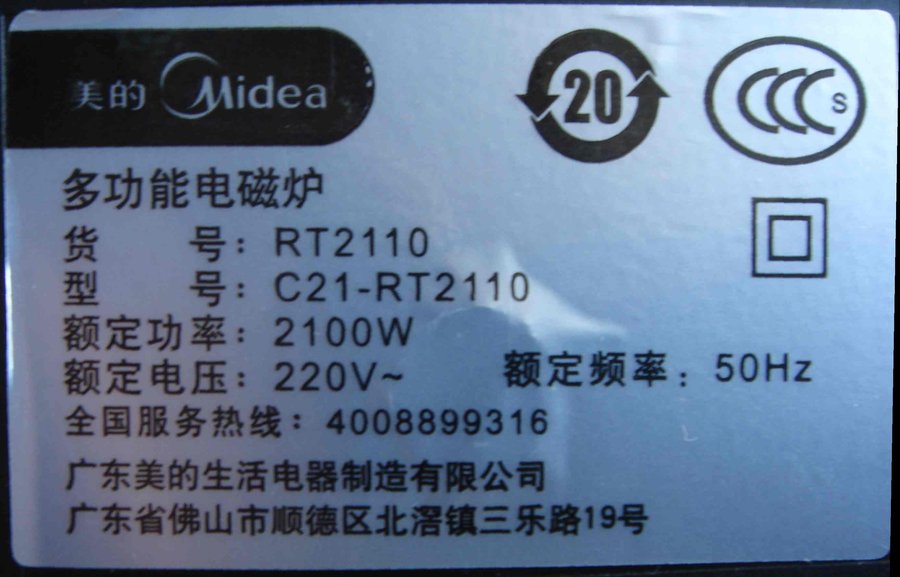 美的 Midea
20
CCC S
多功能电磁炉
货 号：RT2110
型 号：C21-RT2110
额定功率：2100W
额定电压：220V~ 额定频率：50Hz
全国服务热线：4008899316
广东美的生活电器制造有限公司
广东省佛山市顺德区北滘镇三乐路19号